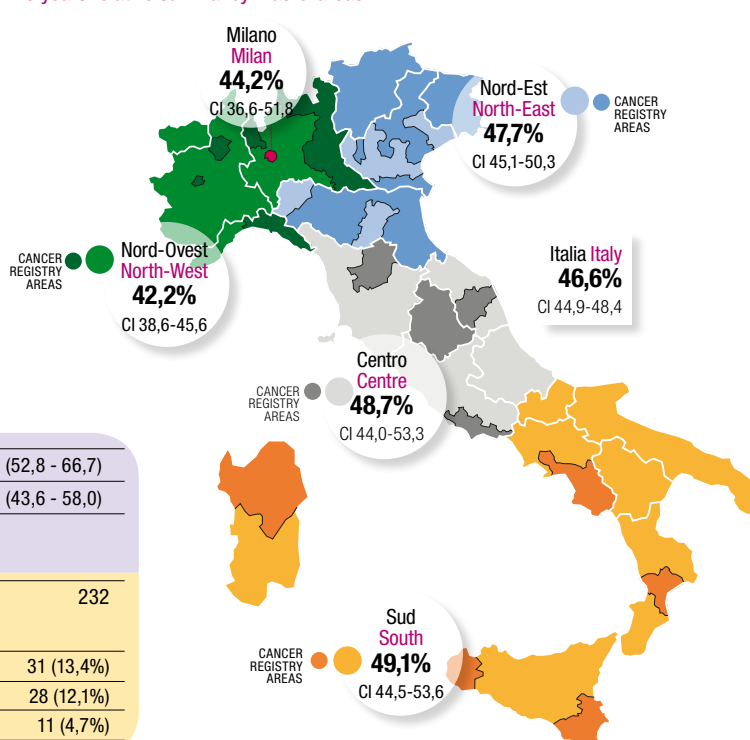 Milano
Milan
44,2%
CI 36,6-51,8
Nord-Est
North-East
47,7%
CI 45,1-50,3
CANCER
REGISTRY
AREAS
CANCER
REGISTRY
AREAS
Nord-Ovest
North-West
42,2%
CI 38,6-45,6
Italia Italy
46,6%
CI 44,9-48,4
CANCER
REGISTRY
AREAS
Centro
Centre
48,7%
CI 44,0-53,3
(52,8 - 66,7)
(43,6 - 58,0)
232
31 (13,4%)
28 (12,1%)
11 (4,7%)
CANCER
REGISTRY
AREAS
Sud
South
49,1%
CI 44,5-53,6